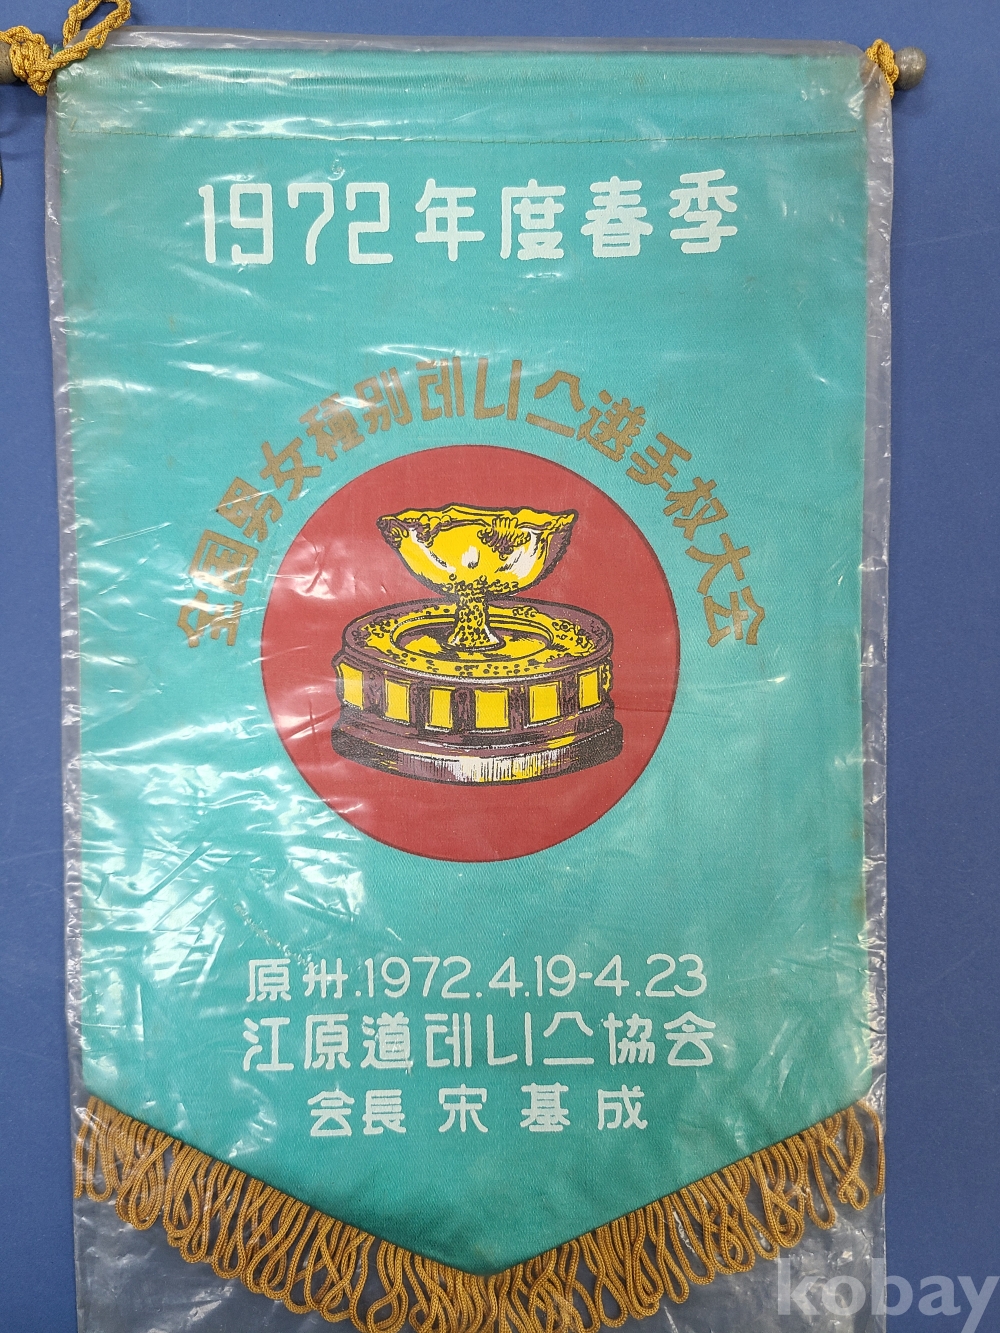 1972年度春季
全国男女種別테니스選手权大会
原州.1972.4.19-4.23
江原道테니스協会
会長 宋基成
kobay